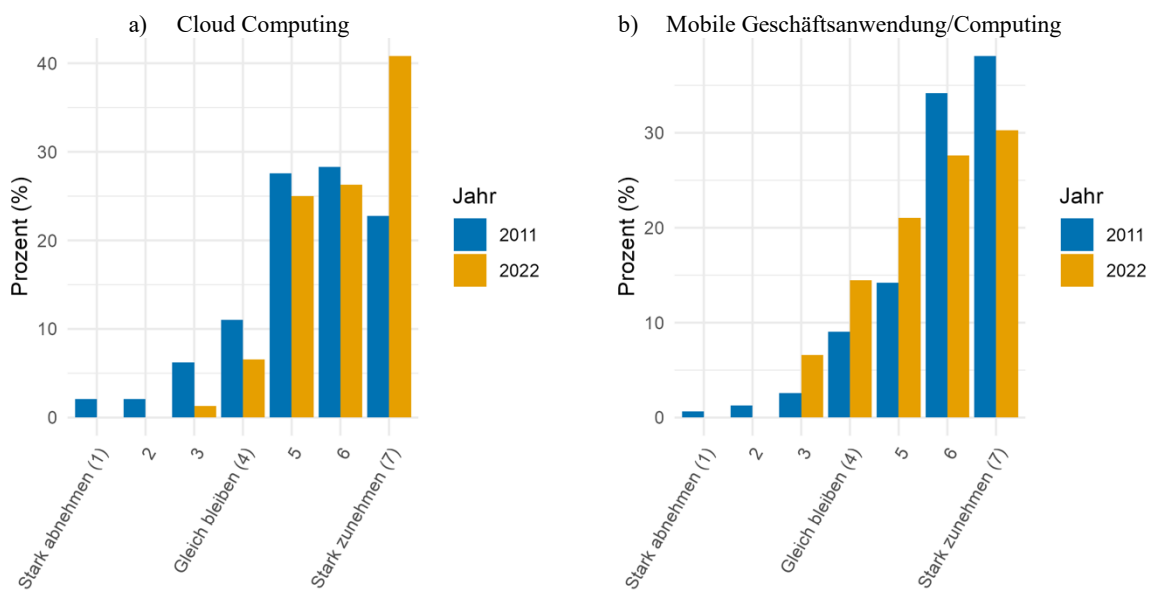 a) Cloud Computing
40
30
20
10
0
Prozent (%)
Stark abnehmen (1)
2
3
Gleich bleiben (4)
5
6
Stark zunehmen (7)
Jahr
2011
2022
b) Mobile Geschäftsanwendung/Computing
30
20
10
0
Prozent (%)
Stark abnehmen (1)
2
3
Gleich bleiben (4)
5
6
Stark zunehmen (7)
Jahr
2011
2022